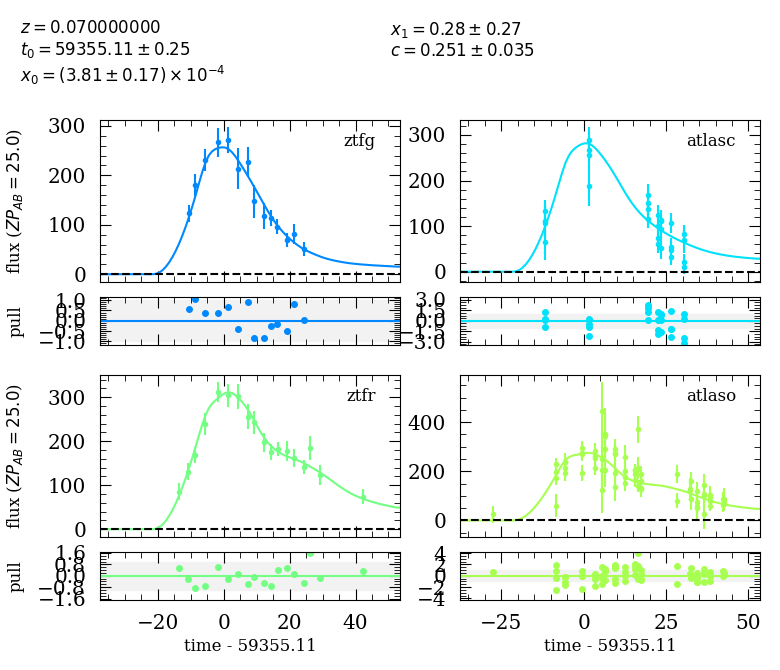 z = 0.070000000
t₀ = 59355.11 ± 0.25
x₀ = (3.81 ± 0.17) × 10⁻⁴
x₁ = 0.28 ± 0.27
c = 0.251 ± 0.035
flux (ZP_AB = 25.0)
300
200
100
0
ztfg
300
200
100
0
atlasc
pull
1.0
0.5
0.0
−0.5
−1.0
3.0
1.5
0.0
−1.5
−3.0
flux (ZP_AB = 25.0)
300
200
100
0
ztfr
400
200
0
atlaso
pull
1.6
0.8
0.0
−0.8
−1.6
4
2
0
−2
−4
−20 0 20 40
time - 59355.11
−25 0 25 50
time - 59355.11